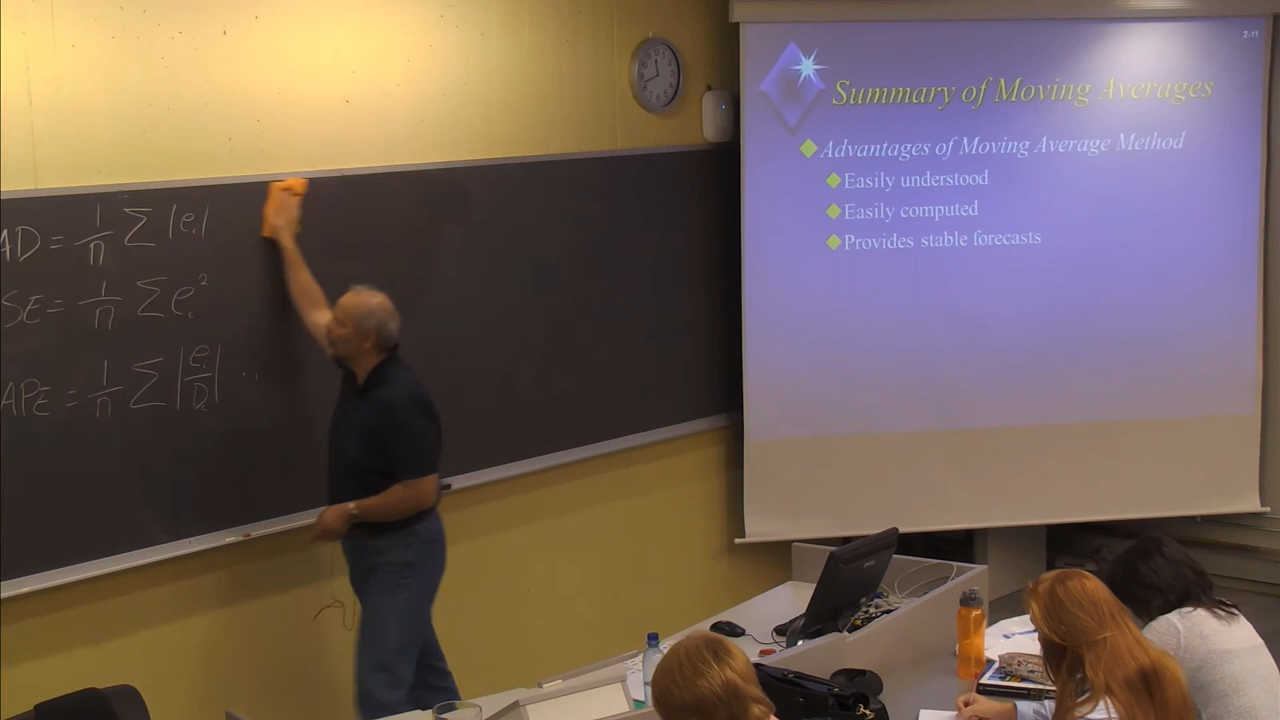 AD = 1/n Σ |eᵢ|
SE = 1/n Σ eᵢ²
APE = 1/n Σ |eᵢ/Dᵢ| ...
2-11
Summary of Moving Averages
Advantages of Moving Average Method
Easily understood
Easily computed
Provides stable forecasts